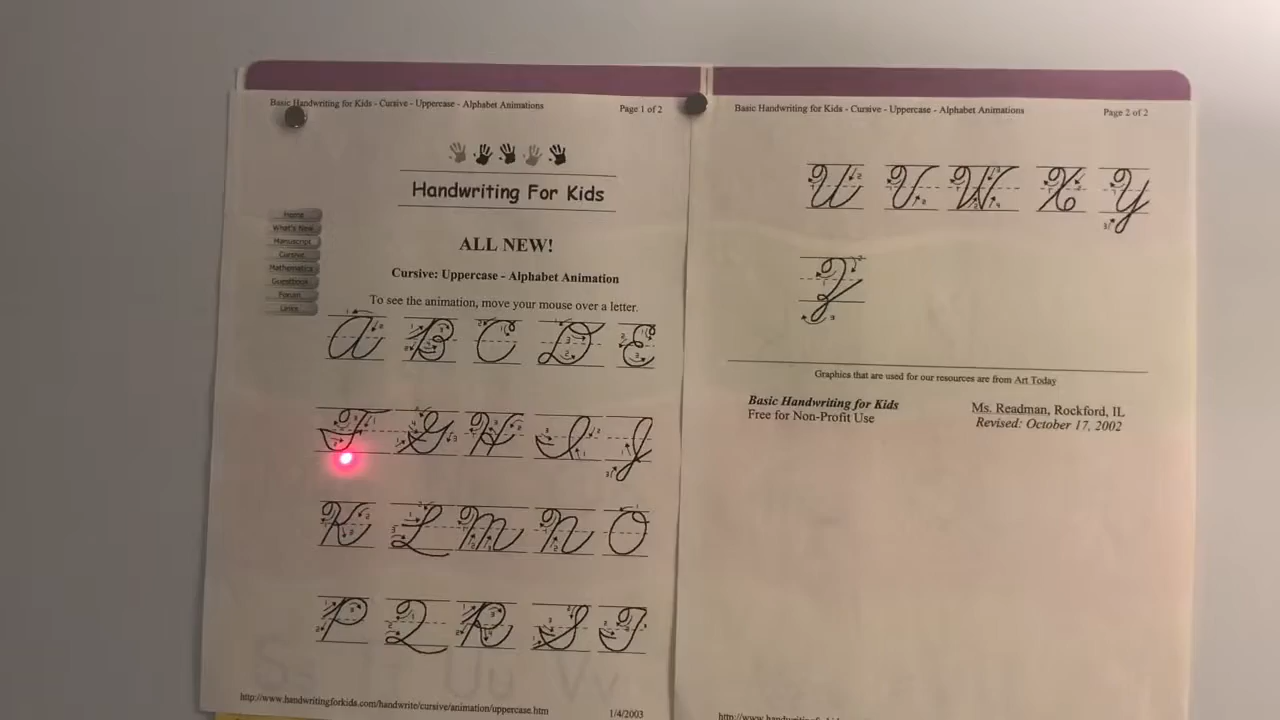 Basic Handwriting for Kids - Cursive - Uppercase - Alphabet Animations
Page 1 of 2
Handwriting For Kids
Home
What's New
Manuscript
Cursive
Mathematics
Guestbook
Forum
Links
ALL NEW!
Cursive: Uppercase - Alphabet Animation
To see the animation, move your mouse over a letter.
A B C D E
F G H I J
K L M N O
P Q R S T
http://www.handwritingforkids.com/handwrite/cursive/animation/uppercase.htm
1/4/2003
Basic Handwriting for Kids - Cursive - Uppercase - Alphabet Animations
Page 2 of 2
U V W X Y
Z
Graphics that are used for our resources are from Art Today
Basic Handwriting for Kids
Free for Non-Profit Use
Ms. Readman, Rockford, IL
Revised: October 17, 2002